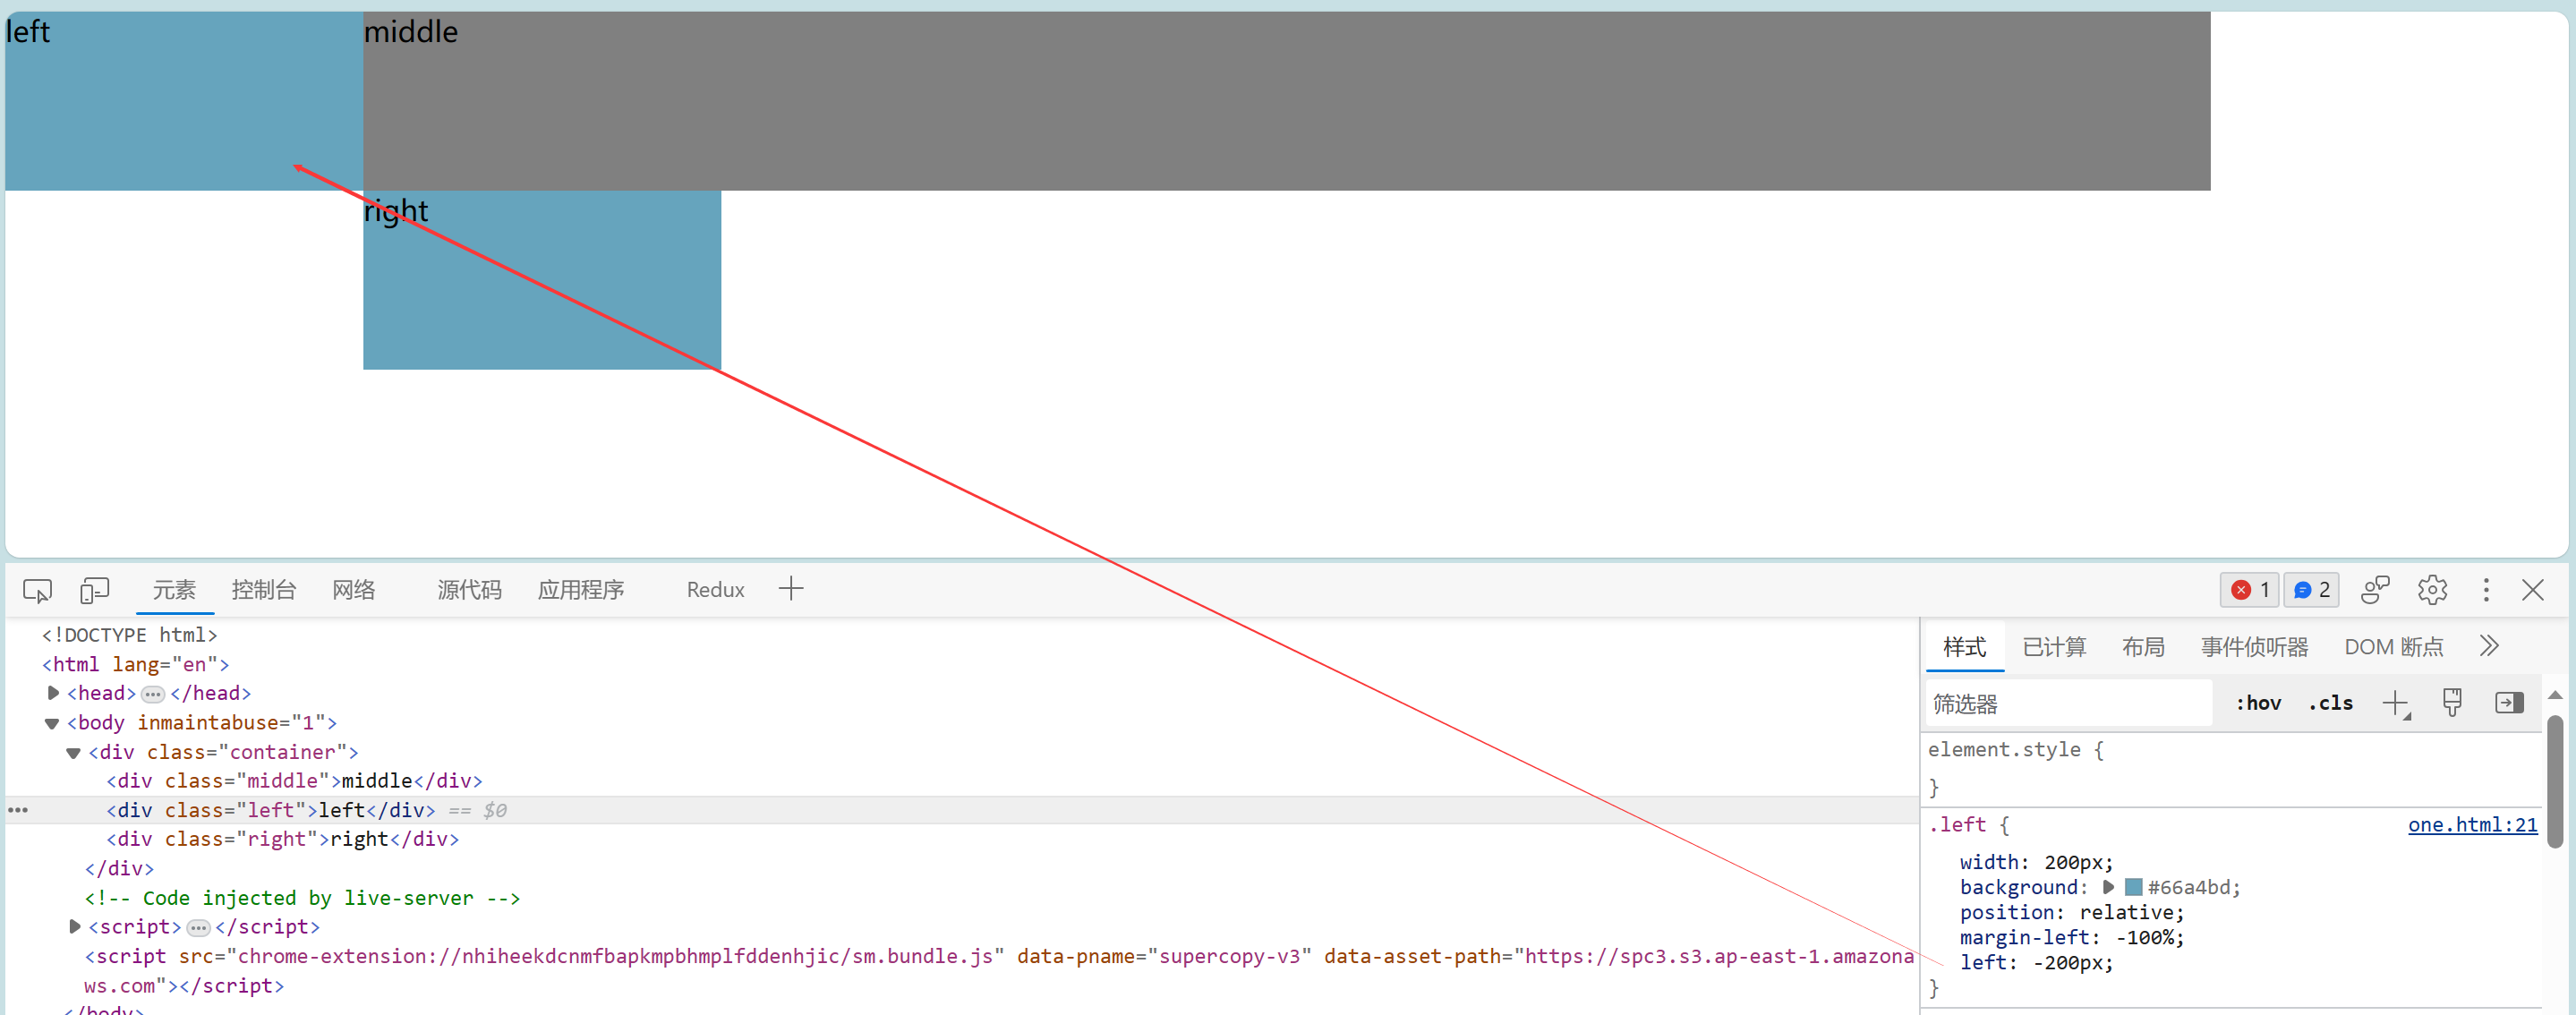 left
middle
right
元素 控制台 网络 源代码 应用程序 Redux
1 2
<!DOCTYPE html>
<html lang="en">
<head> ••• </head>
<body inmaintabuse="1">
<div class="container">
<div class="middle">middle</div>
••• <div class="left">left</div> == $0
<div class="right">right</div>
</div>
<!-- Code injected by live-server -->
<script> ••• </script>
<script src="chrome-extension://nhiheekdcnmfbapkmpbhmplfddenhjic/sm.bundle.js" data-pname="supercopy-v3" data-asset-path="https://spc3.s3.ap-east-1.amazona
ws.com"></script>
</body>
样式 已计算 布局 事件侦听器 DOM 断点
筛选器 :hov .cls
element.style {
}
.left { one.html:21
width: 200px;
background: #66a4bd;
position: relative;
margin-left: -100%;
left: -200px;
}